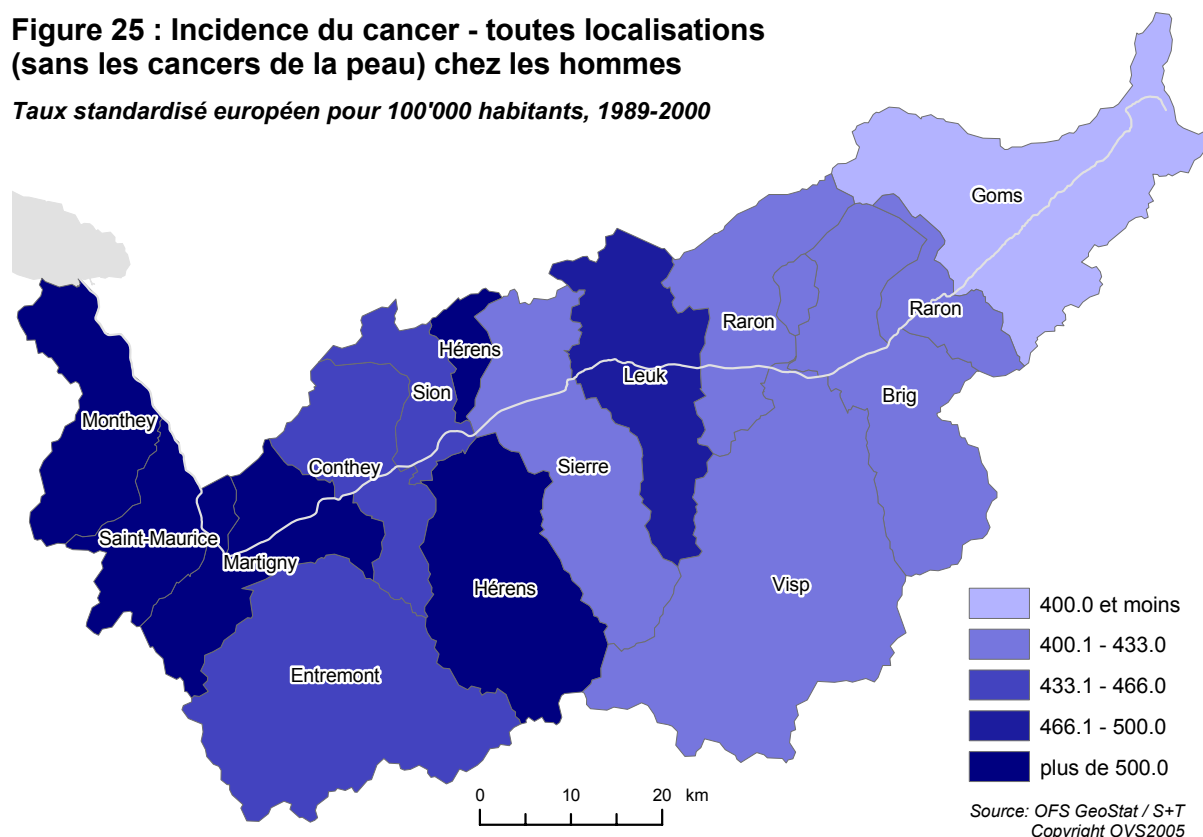 Figure 25 : Incidence du cancer - toutes localisations
(sans les cancers de la peau) chez les hommes
Taux standardisé européen pour 100'000 habitants, 1989-2000
Goms
Raron
Raron
Hérens
Leuk
Sion
Brig
Monthey
Conthey
Sierre
Saint-Maurice
Martigny
Hérens
Visp
Entremont
400.0 et moins
400.1 - 433.0
433.1 - 466.0
466.1 - 500.0
plus de 500.0
0 10 20 km
Source: OFS GeoStat / S+T
Copyright OVS2005